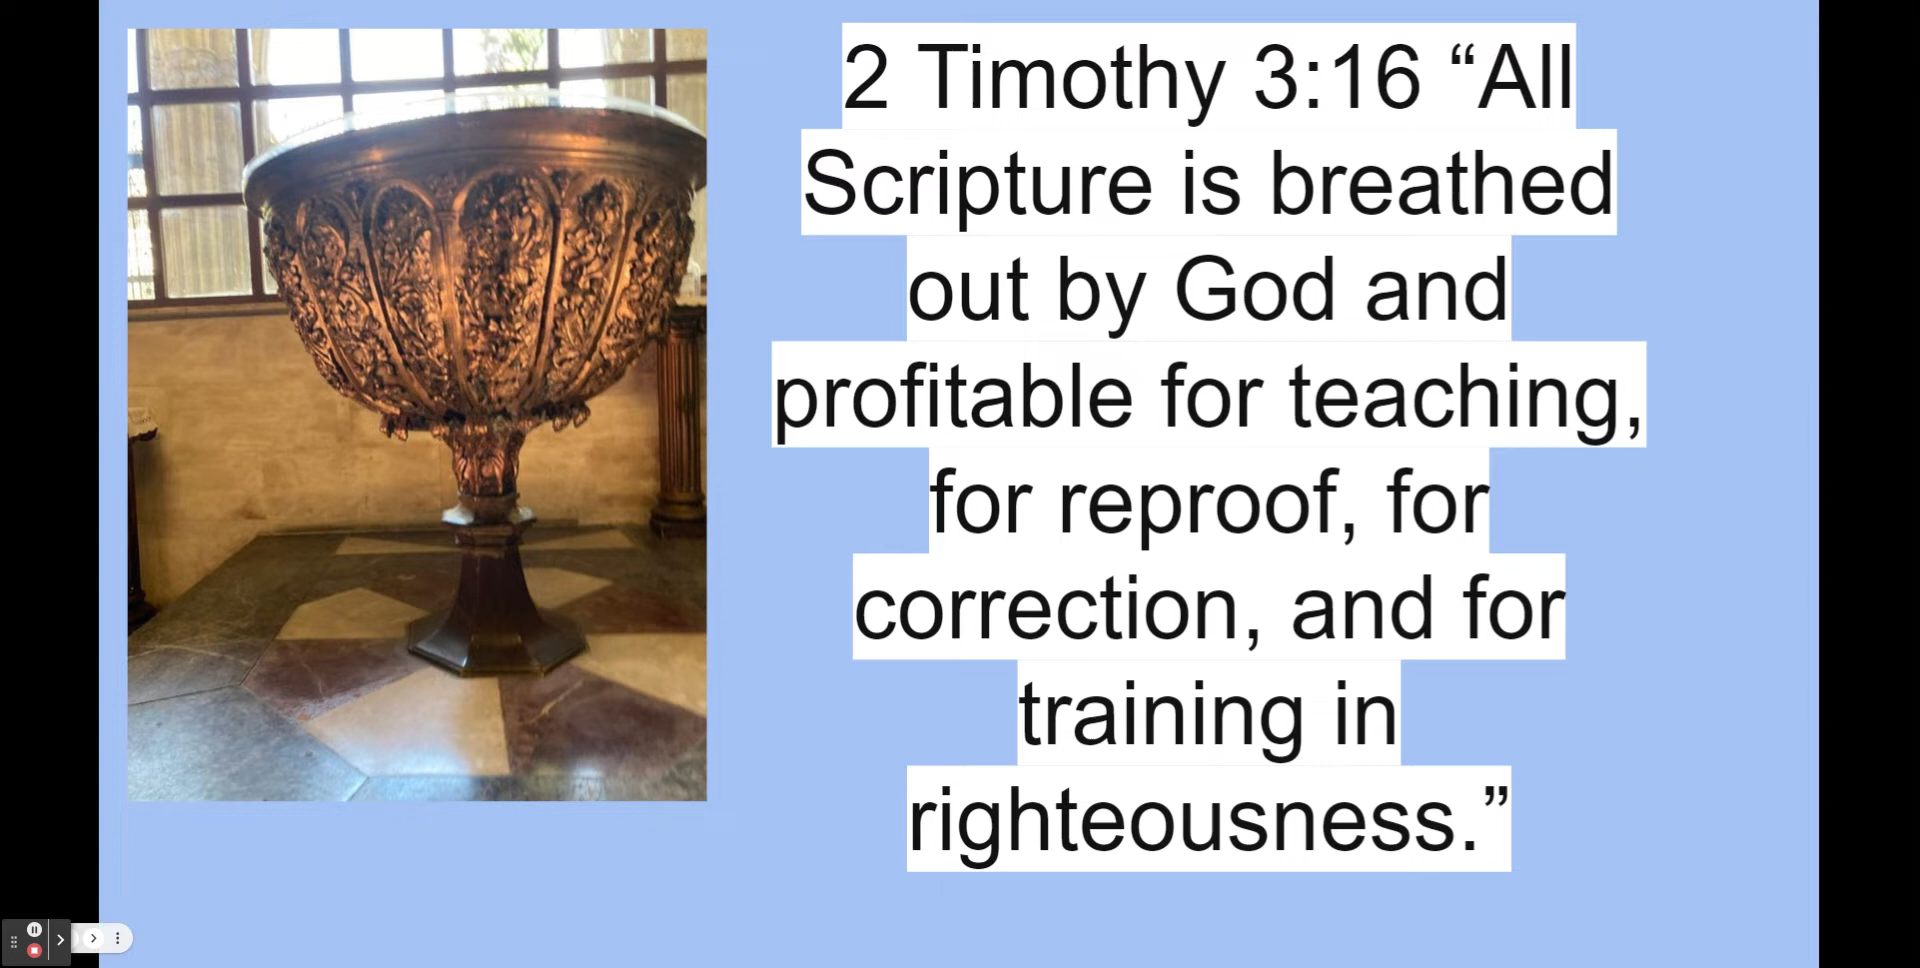 2 Timothy 3:16 “All
Scripture is breathed
out by God and
profitable for teaching,
for reproof, for
correction, and for
training in
righteousness.”